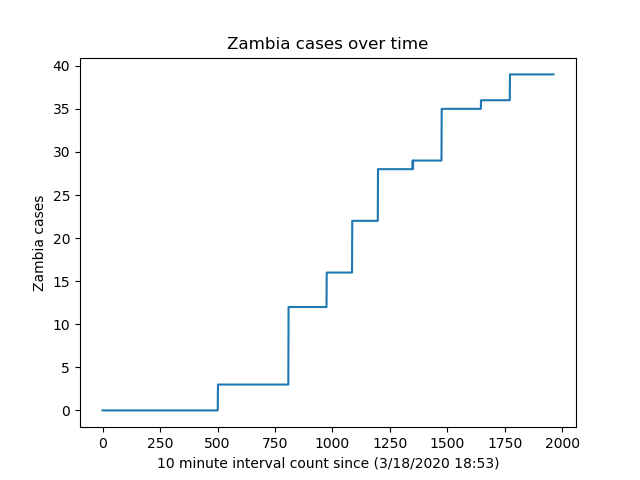 Zambia cases over time
40
35
30
25
20
15
10
5
0
Zambia cases
0 250 500 750 1000 1250 1500 1750 2000
10 minute interval count since (3/18/2020 18:53)